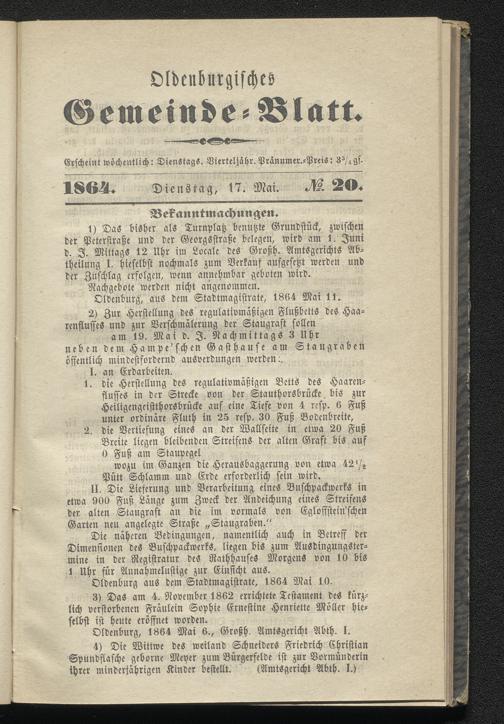 Oldenburgisches
Gemeinde-Blatt.
Erscheint wöchentlich: Dienstags. Vierteljähr. Pränumer.-Preis: 3¾ gſ.
1864. Dienstag, 17. Mai. № 20.
Bekanntmachungen.
1) Das bisher als Turnplatz benutzte Grundstück, zwischen
der Peterstraße und der Georgstraße belegen, wird am 1. Juni
d. J. Mittags 12 Uhr im Locale des Großh. Amtsgerichts Ab-
theilung I. hieselbst nochmals zum Verkauf aufgesetzt werden und
der Zuschlag erfolgen, wenn annehmbar geboten wird.
Nachgebote werden nicht angenommen.
Oldenburg, aus dem Stadtmagistrate, 1864 Mai 11.
2) Zur Herstellung des regulativmäßigen Flußbetts des Haa-
renflusses und zur Verschmälerung der Staugraft sollen
am 19. Mai d. J. Nachmittags 3 Uhr
neben dem Hampe'schen Gasthause am Staugraben
öffentlich mindestfordernd ausverdungen werden:
I. an Erdarbeiten.
1. die Herstellung des regulativmäßigen Betts des Haaren-
flusses in der Strecke von der Stauthorsbrücke bis zur
Heiligengeistthorsbrücke auf eine Tiefe von 4 resp. 6 Fuß
unter ordinäre Fluth in 25 resp. 30 Fuß Bodenbreite,
2. die Vertiefung eines an der Wallseite in etwa 20 Fuß
Breite liegen bleibenden Streifens der alten Graft bis auf
0 Fuß am Staupegel
wozu im Ganzen die Herausbaggerung von etwa 42½
Pütt Schlamm und Erde erforderlich sein wird.
II. Die Lieferung und Verarbeitung eines Buschpackwerks in
etwa 900 Fuß Länge zum Zweck der Andeichung eines Streifens
der alten Staugraft an die im vormals von Eglofstein'schen
Garten neu angelegte Straße „Staugraben."
Die näheren Bedingungen, namentlich auch in Betreff der
Dimensionen des Buschpackwerks, liegen bis zum Ausdingungster-
mine in der Registratur des Rathhauses Morgens von 10 bis
1 Uhr für Annahmelustige zur Einsicht aus.
Oldenburg aus dem Stadtmagistrate, 1864 Mai 10.
3) Das am 4. November 1862 errichtete Testament des kürz-
lich verstorbenen Fräulein Sophie Ernestine Henriette Möller hie-
selbst ist heute eröffnet worden.
Oldenburg, 1864 Mai 6., Großh. Amtsgericht Abth. I.
4) Die Wittwe des weiland Schneiders Friedrich Christian
Spundflasche geborne Meyer zum Bürgerfelde ist zur Vormünderin
ihrer minderjährigen Kinder bestellt. (Amtsgericht Abth. I.)